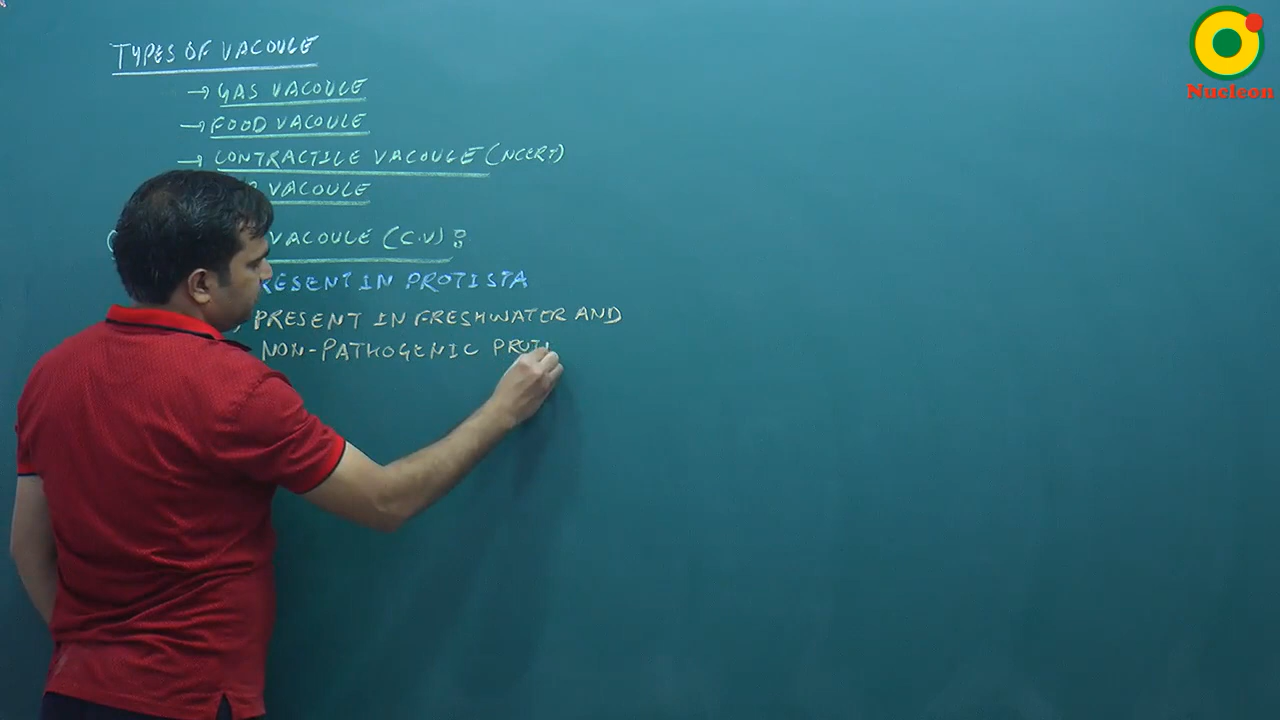 TYPES OF VACOULE
→ GAS VACOULE
→ FOOD VACOULE
→ CONTRACTILE VACOULE (NCERT)
VACOULE
VACOULE (C.V) :
RESENT IN PROTISTA
PRESENT IN FRESHWATER AND
NON-PATHOGENIC PROTI
Nucleon